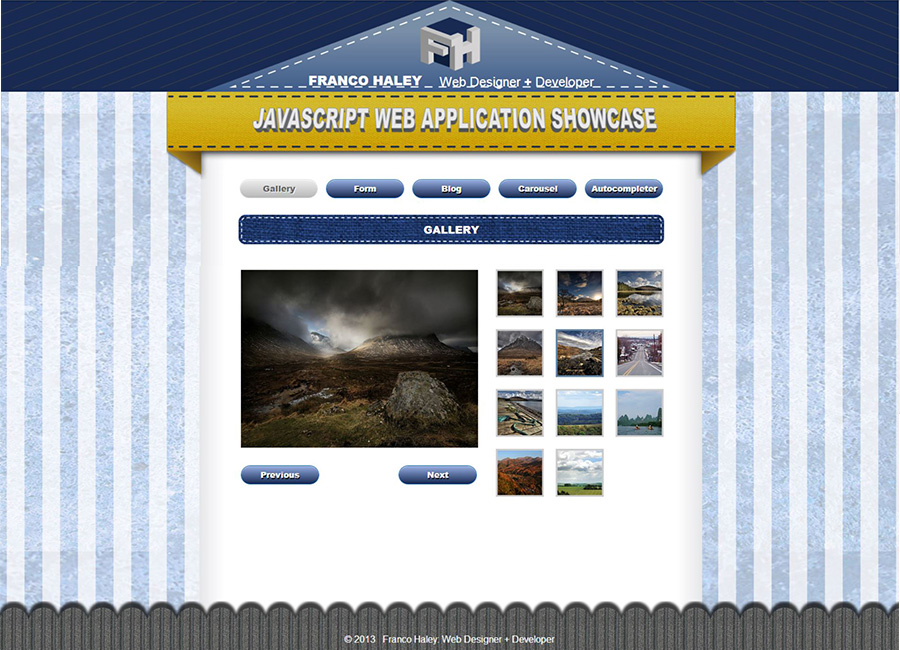 FH
FRANCO HALEY Web Designer + Developer
JAVASCRIPT WEB APPLICATION SHOWCASE
Gallery Form Blog Carousel Autocompleter
GALLERY
Previous Next
© 2013 Franco Haley. Web Designer + Developer